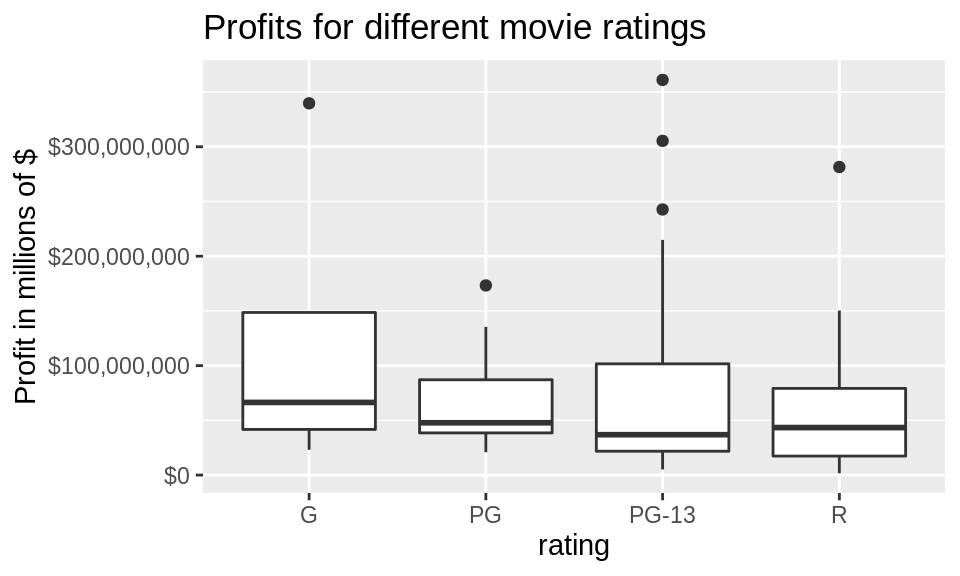 Profits for different movie ratings
Profit in millions of $
$300,000,000
$200,000,000
$100,000,000
$0
G
PG
PG-13
R
rating